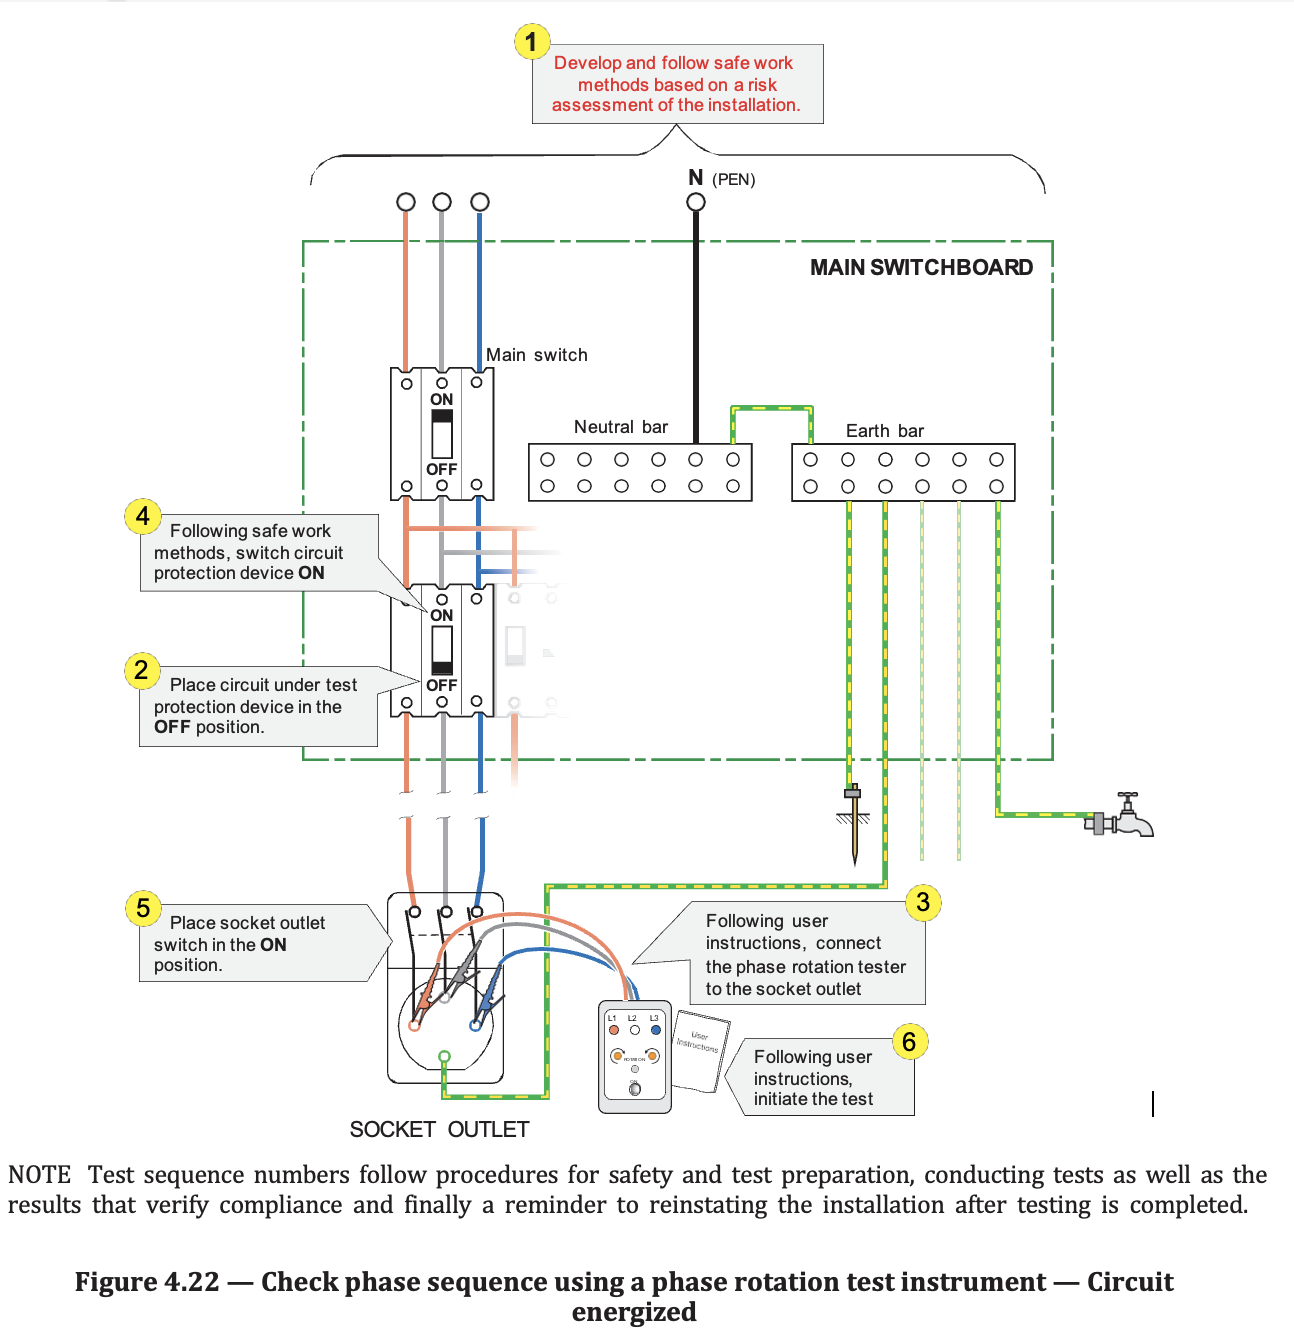 1
Develop and follow safe work
methods based on a risk
assessment of the installation.
N (PEN)
MAIN SWITCHBOARD
Main switch
ON
OFF
Neutral bar
Earth bar
4
Following safe work
methods, switch circuit
protection device ON
ON
OFF
2
Place circuit under test
protection device in the
OFF position.
5
Place socket outlet
switch in the ON
position.
3
Following user
instructions, connect
the phase rotation tester
to the socket outlet
L1 L2 L3
ON
User
Instructions
6
Following user
instructions,
initiate the test
SOCKET OUTLET
NOTE Test sequence numbers follow procedures for safety and test preparation, conducting tests as well as the
results that verify compliance and finally a reminder to reinstating the installation after testing is completed.
Figure 4.22 — Check phase sequence using a phase rotation test instrument — Circuit
energized